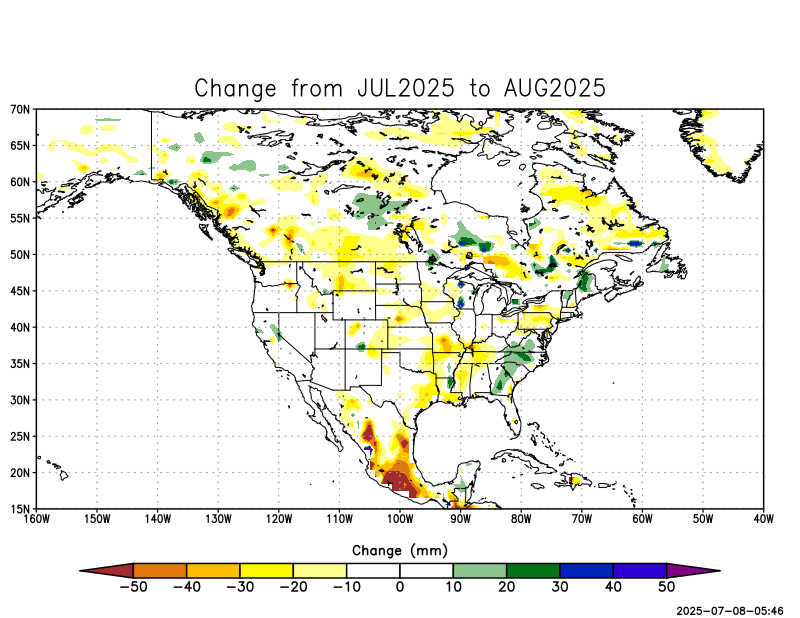 Change from JUL2025 to AUG2025
70N
65N
60N
55N
50N
45N
40N
35N
30N
25N
20N
15N
160W 150W 140W 130W 120W 110W 100W 90W 80W 70W 60W 50W 40W
Change (mm)
−50 −40 −30 −20 −10 0 10 20 30 40 50
2025-07-08-05:46